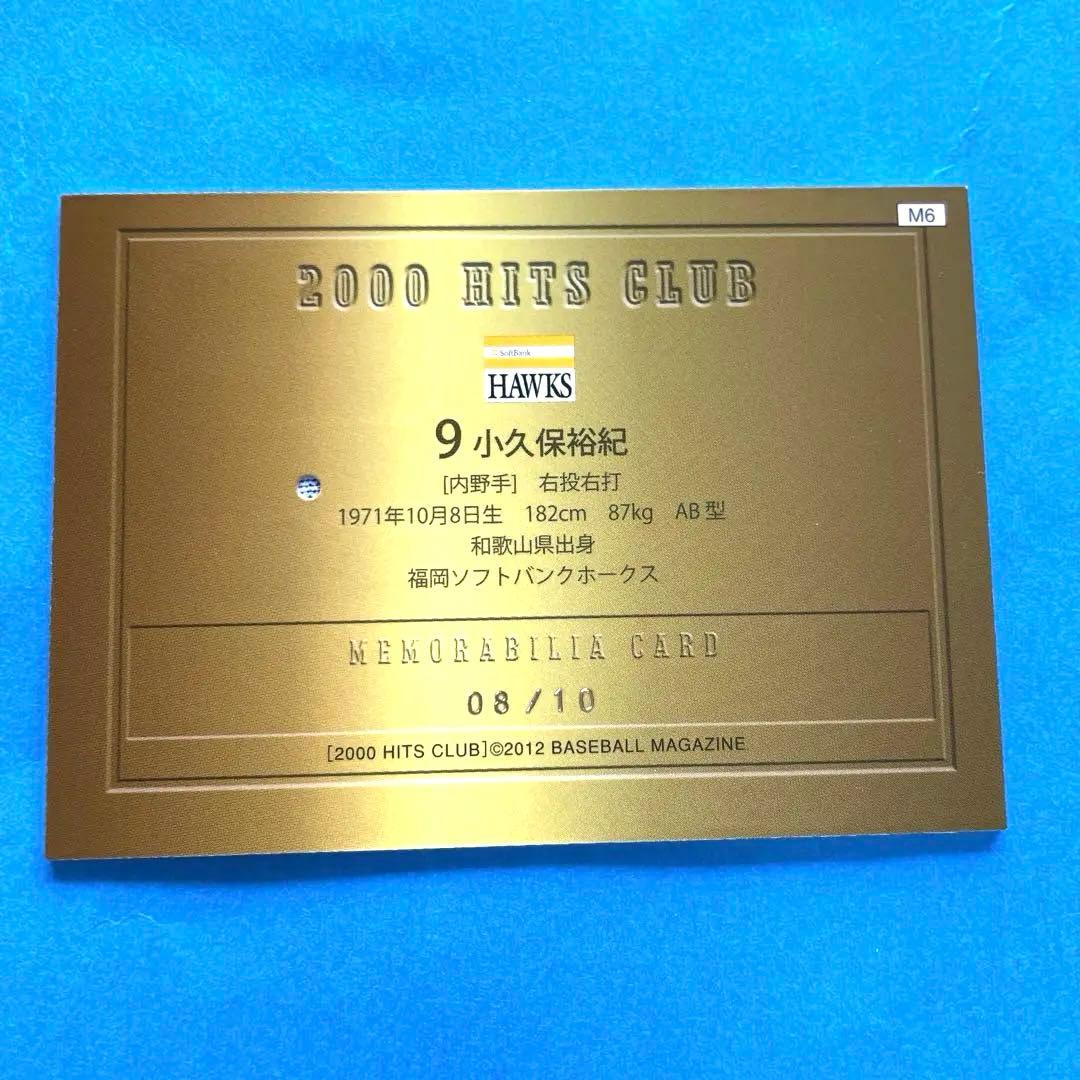 M6
2000 HITS CLUB
SoftBank
HAWKS
9 小久保裕紀
[内野手] 右投右打
1971年10月8日生 182cm 87kg AB型
和歌山県出身
福岡ソフトバンクホークス
MEMORABILIA CARD
08/10
[2000 HITS CLUB]©2012 BASEBALL MAGAZINE